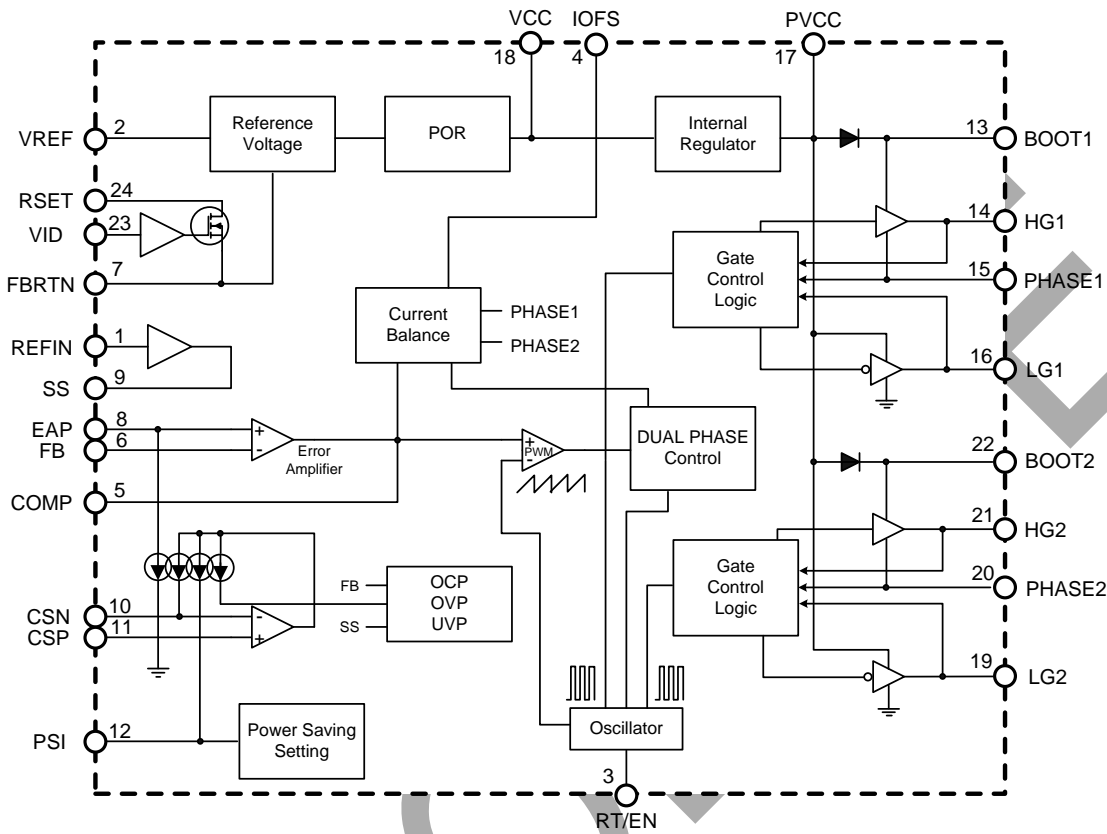 VCC
IOFS
PVCC
18
4
17
VREF
2
Reference
Voltage
POR
Internal
Regulator
13
BOOT1
RSET
24
VID
23
FBRTN
7
14
HG1
Gate
Control
Logic
15
PHASE1
REFIN
1
Current
Balance
PHASE1
PHASE2
16
LG1
SS
9
EAP
8
FB
6
+
-
Error
Amplifier
+
-
PWM
DUAL PHASE
Control
22
BOOT2
COMP
5
21
HG2
Gate
Control
Logic
20
PHASE2
FB
SS
OCP
OVP
UVP
CSN
10
CSP
11
-
+
19
LG2
PSI
12
Power Saving
Setting
Oscillator
3
RT/EN